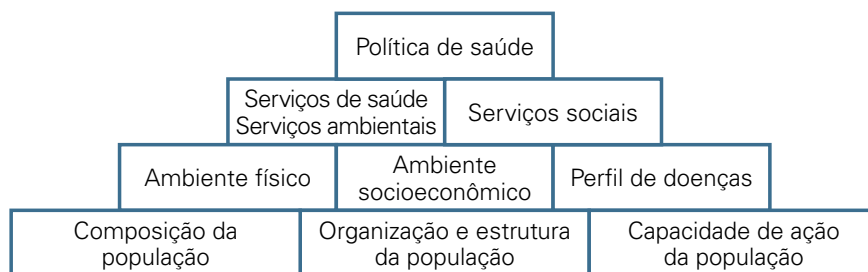 Política de saúde
Serviços de saúde
Serviços ambientais
Serviços sociais
Ambiente físico
Ambiente
socioeconômico
Perfil de doenças
Composição da
população
Organização e estrutura
da população
Capacidade de ação
da população